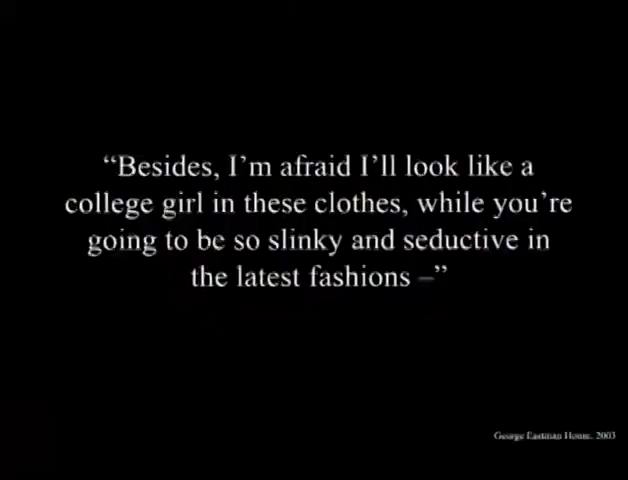 “Besides, I’m afraid I’ll look like a
college girl in these clothes, while you’re
going to be so slinky and seductive in
the latest fashions –”
George Eastman House, 2003